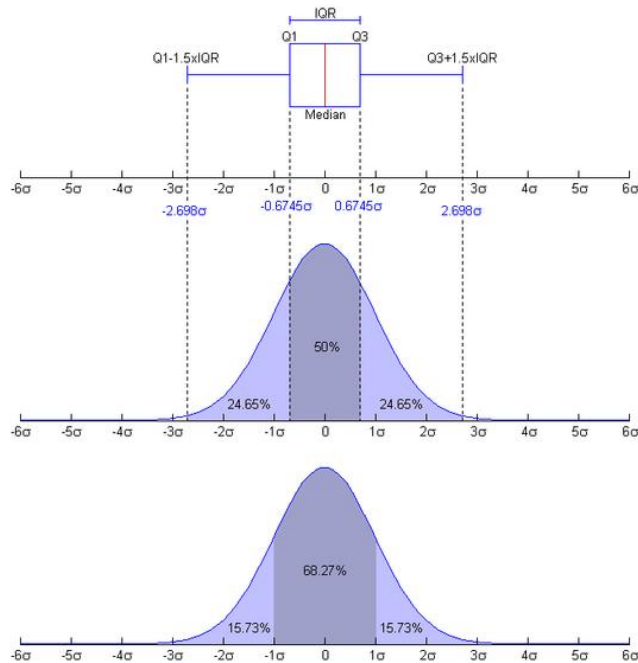 IQR
Q1 Q3
Q1-1.5xIQR Q3+1.5xIQR
Median
-6σ -5σ -4σ -3σ -2σ -1σ 0 1σ 2σ 3σ 4σ 5σ 6σ
-2.698σ -0.6745σ 0.6745σ 2.698σ
50%
24.65% 24.65%
-6σ -5σ -4σ -3σ -2σ -1σ 0 1σ 2σ 3σ 4σ 5σ 6σ
68.27%
15.73% 15.73%
-6σ -5σ -4σ -3σ -2σ -1σ 0 1σ 2σ 3σ 4σ 5σ 6σ